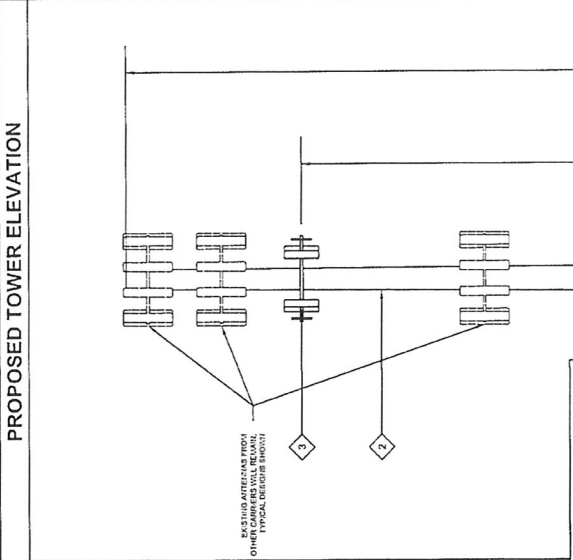 PROPOSED TOWER ELEVATION
EXISTING ANTENNAS FROM
OTHER CARRIERS WILL REMAIN.
TYPICAL DESIGNS SHOWN
3
2